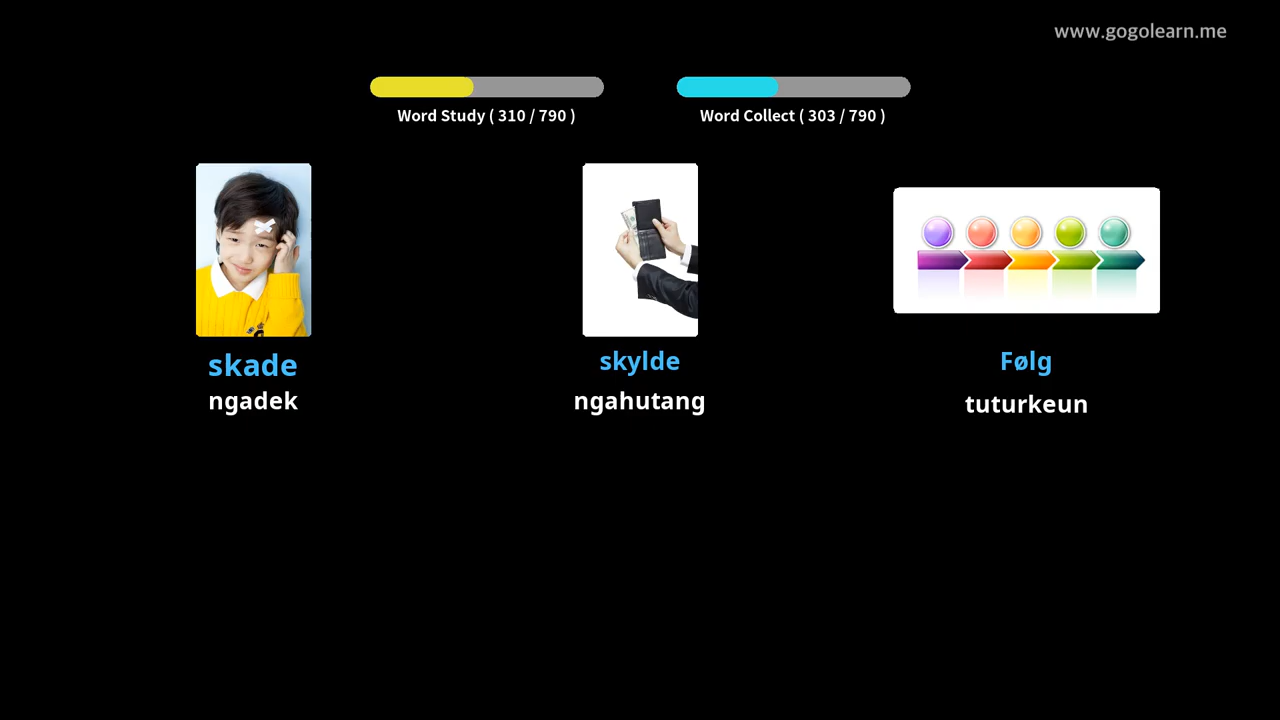 www.gogolearn.me
Word Study ( 310 / 790 )
Word Collect ( 303 / 790 )
skade
ngadek
skylde
ngahutang
Følg
tuturkeun